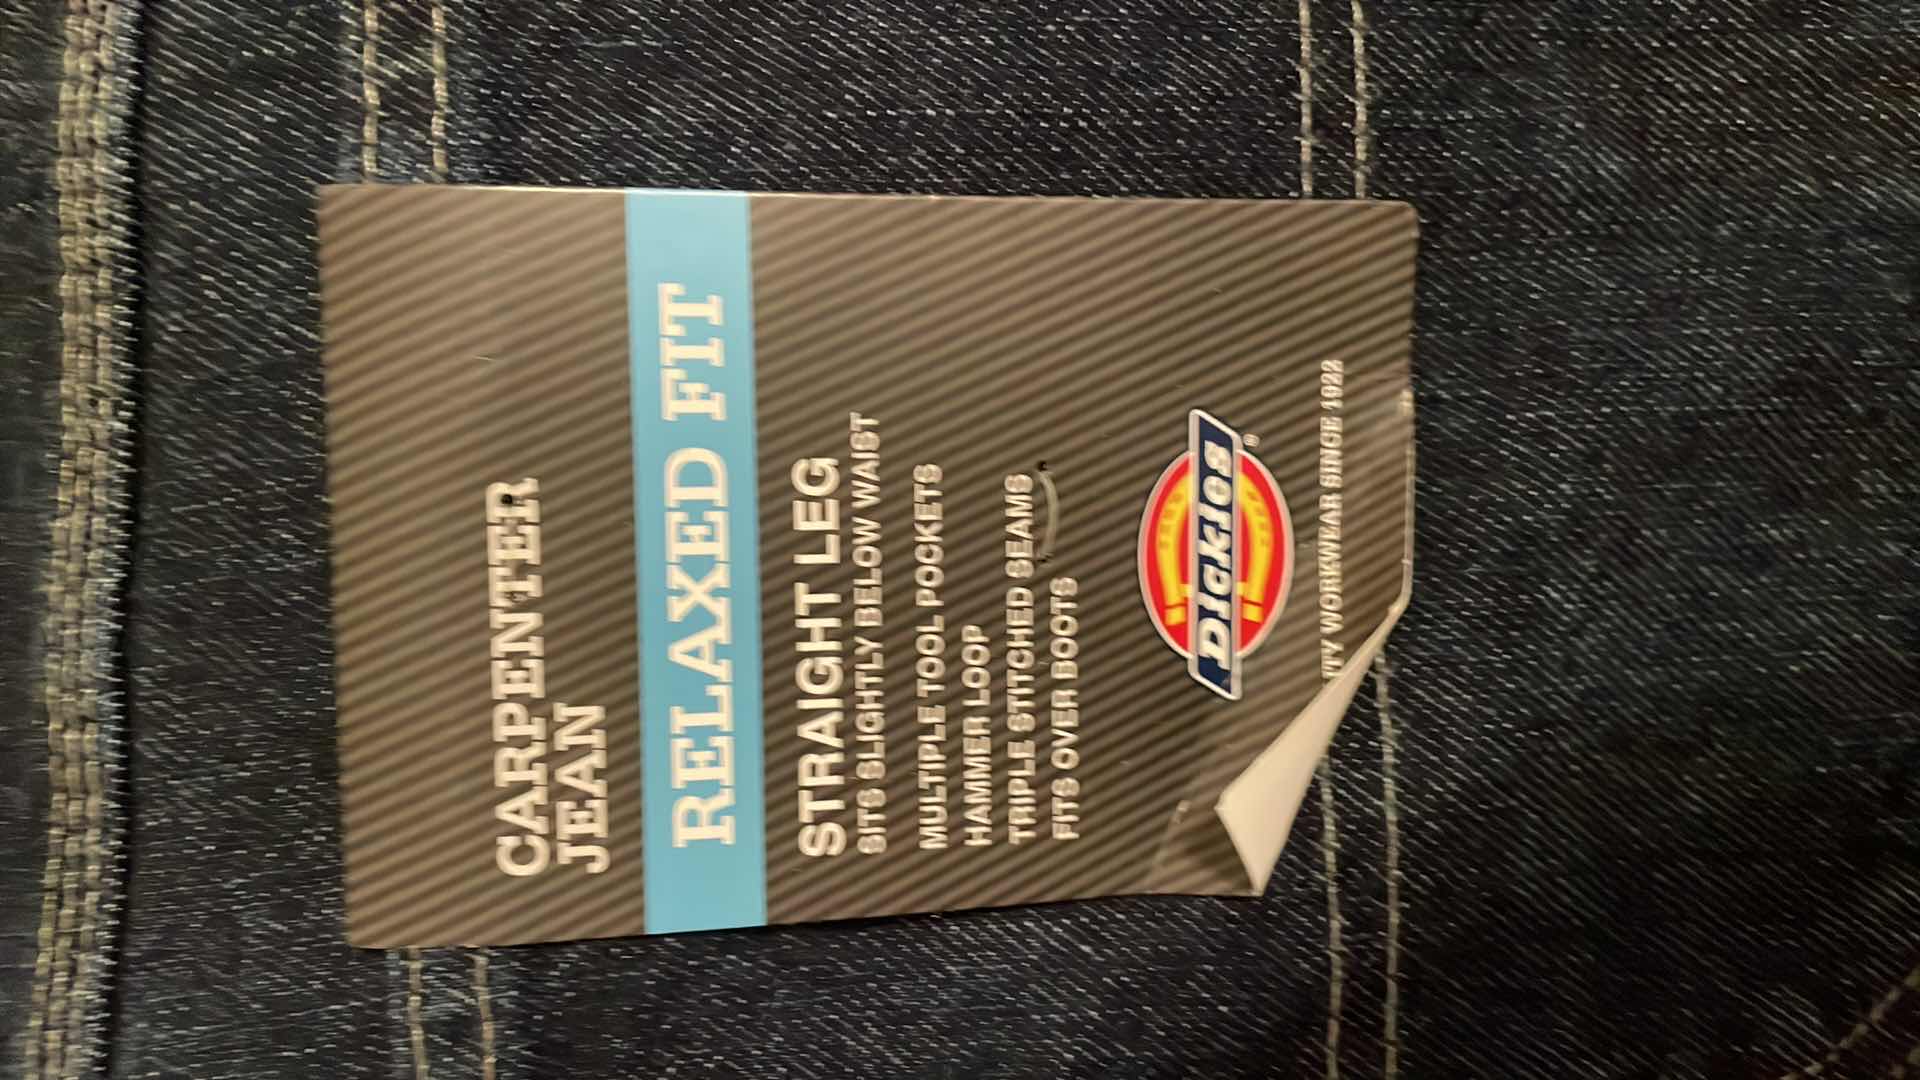 CARPENTER
JEAN
RELAXED FIT
STRAIGHT LEG
SITS SLIGHTLY BELOW WAIST
MULTIPLE TOOL POCKETS
HAMMER LOOP
TRIPLE STITCHED SEAMS
FITS OVER BOOTS
Dickies®
WORKWEAR SINCE 1922